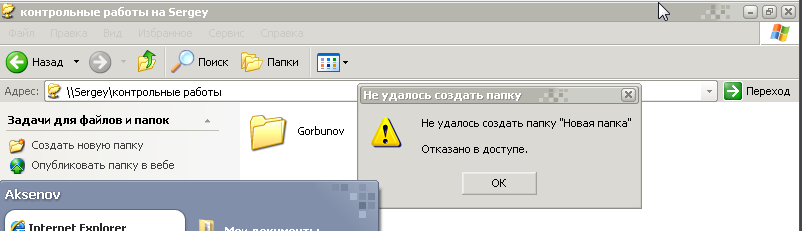 контрольные работы на Sergey
Файл Правка Вид Избранное Сервис Справка
Назад Поиск Папки
Адрес: \\Sergey\контрольные работы Переход
Не удалось создать папку
Не удалось создать папку "Новая папка"
Отказано в доступе.
OK
Задачи для файлов и папок
Создать новую папку
Опубликовать папку в вебе
Gorbunov
Aksenov
Internet Explorer
Мои документы